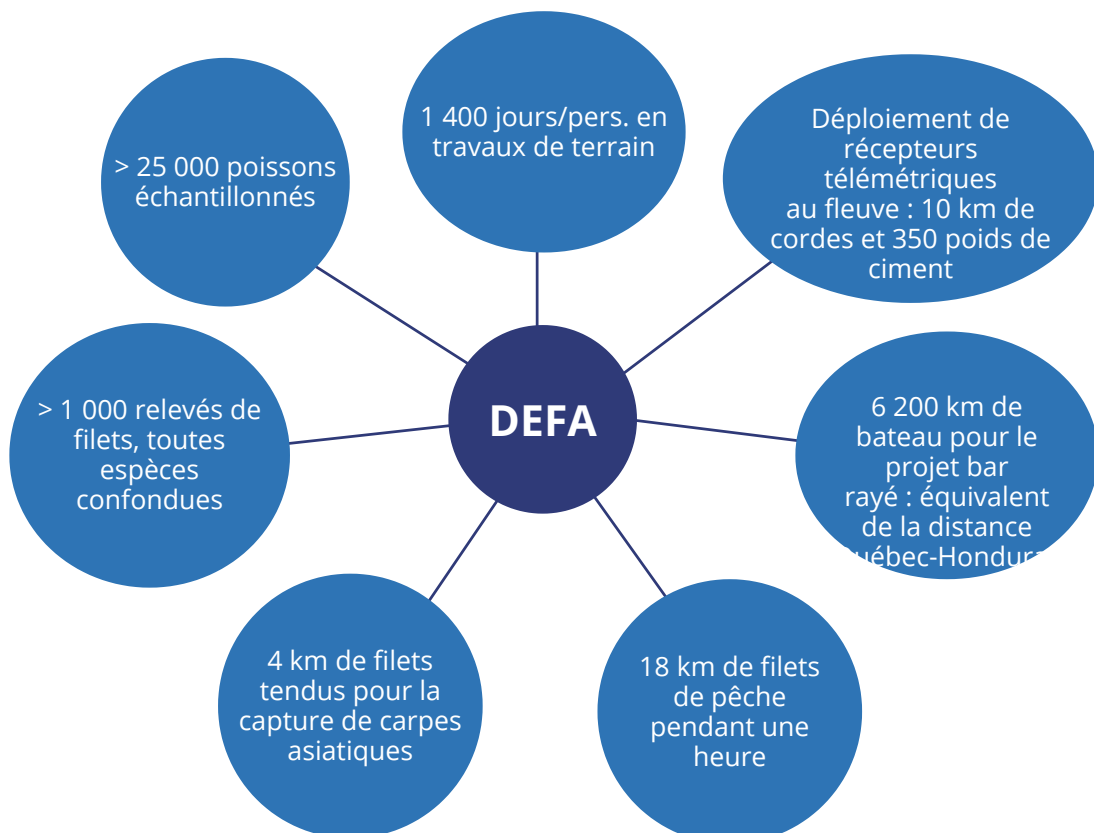 1 400 jours/pers. en
travaux de terrain
Déploiement de
récepteurs
télémétriques
au fleuve : 10 km de
cordes et 350 poids de
ciment
> 25 000 poissons
échantillonnés
> 1 000 relevés de
filets, toutes
espèces
confondues
DEFA
6 200 km de
bateau pour le
projet bar
rayé : équivalent
de la distance
uébec-Hondura
4 km de filets
tendus pour la
capture de carpes
asiatiques
18 km de filets
de pêche
pendant une
heure